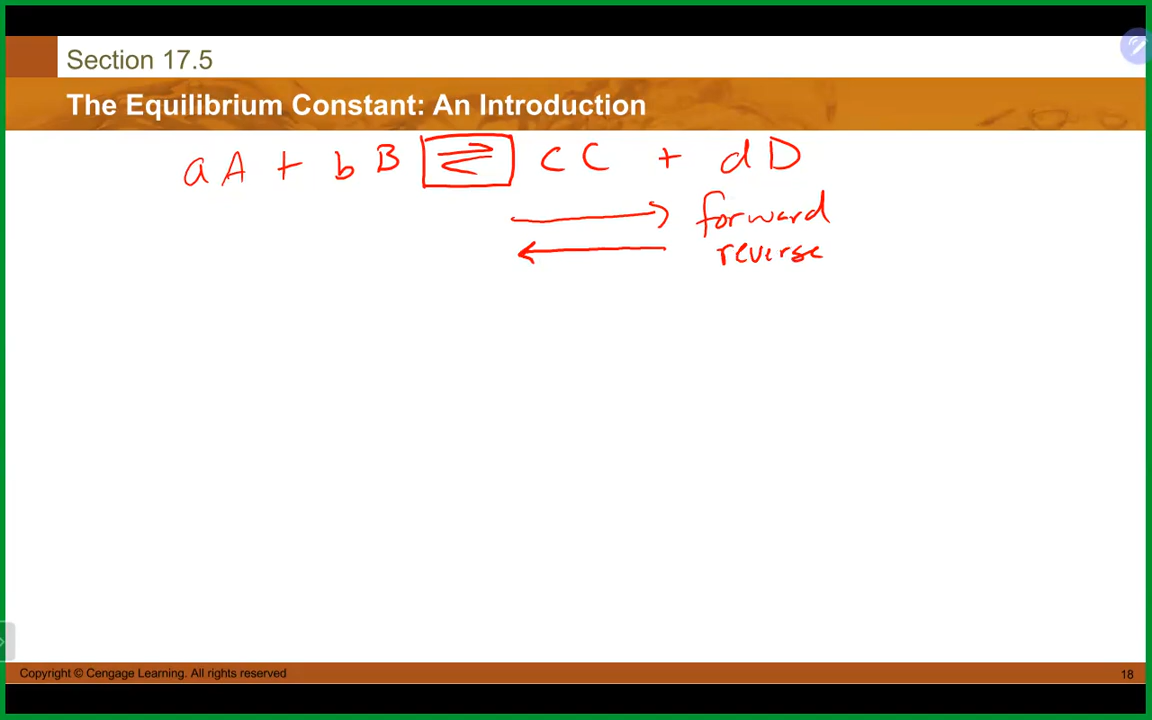 Section 17.5
The Equilibrium Constant: An Introduction
aA + bB ⇌ cC + dD
→ forward
← reverse
Copyright © Cengage Learning. All rights reserved
18